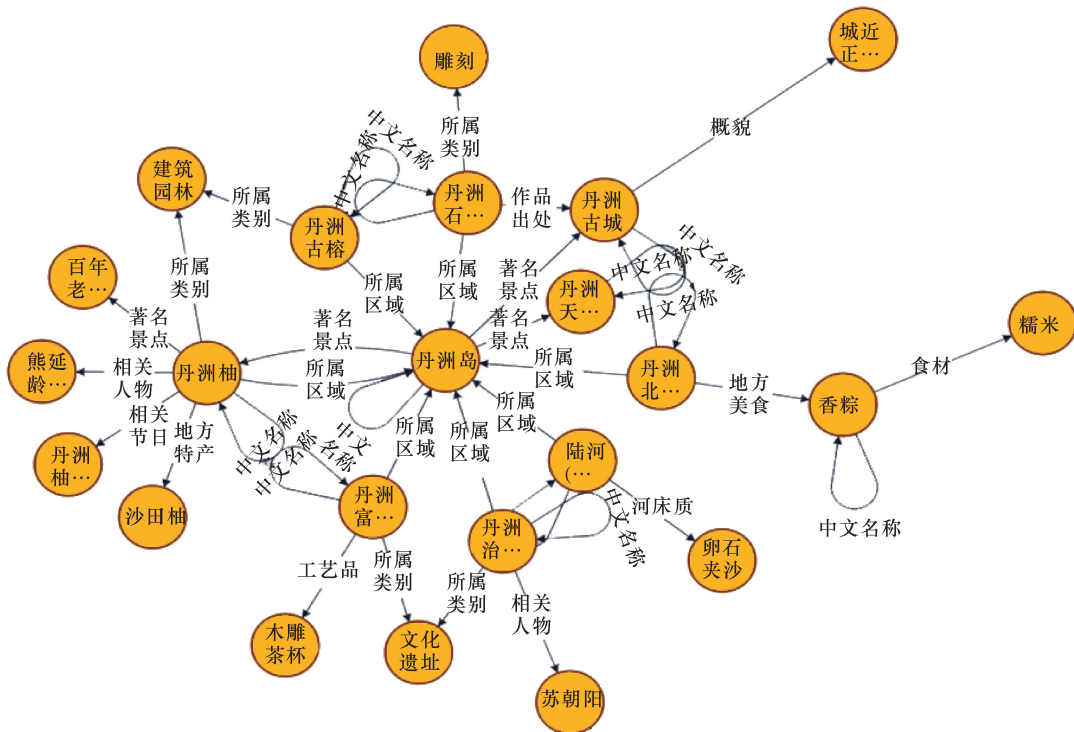 城近
正…
雕刻
概貌
中文名称
中文名称
所属
类别
建筑
园林
所属
类别
丹洲
石…
作品
出处
丹洲
古城
丹洲
古榕
中文名称
中文名称
中文名称
百年
老…
所属
类别
所属
区域
所属
区域
著名
景点
丹洲
天…
著名
景点
著名
景点
著名
景点
糯米
熊延
龄…
相关
人物
丹洲柚
所属
区域
丹洲岛
所属
区域
丹洲
北…
地方
美食
香粽
食材
相关
节日
地方
特产
中文名称
中文名称
中文
名称
所属
区域
所属
区域
所属
区域
陆河
(…
丹洲
柚…
沙田柚
丹洲
富…
河床质
中文名称
中文名称
丹洲
治…
卵石
夹沙
工艺品
所属
类别
所属
类别
相关
人物
木雕
茶杯
文化
遗址
苏朝阳